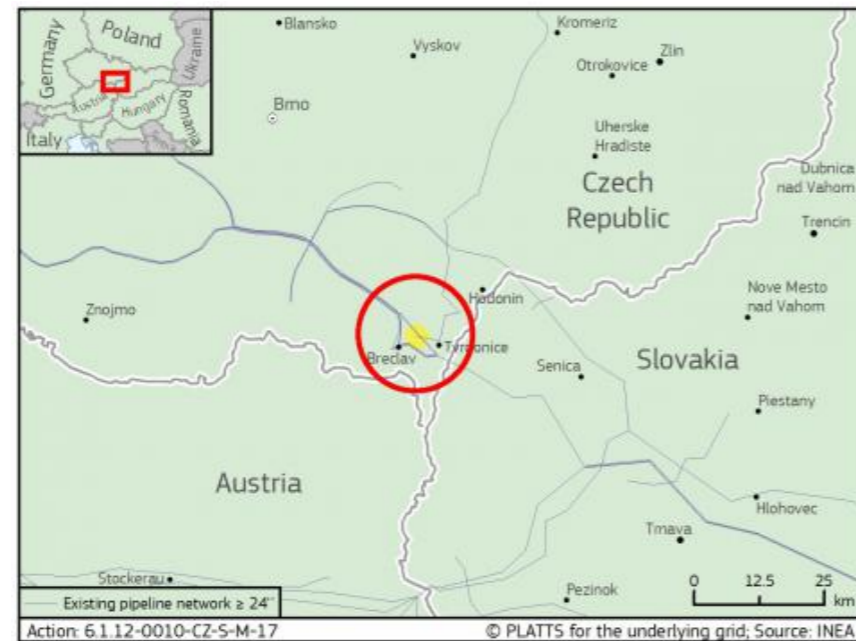 Germany
Poland
Ukraine
Austria
Hungary
Romania
Italy
Blansko
Vyskov
Kromeriz
Zlin
Otrokovice
Brno
Uherske
Hradiste
Czech
Republic
Dubnica
nad Vahom
Trencin
Znojmo
Hodonin
Nove Mesto
nad Vahom
Breclav
Tvrdonice
Senica
Slovakia
Piestany
Austria
Hlohovec
Trnava
Stockerau
Pezinok
0 12.5 25
km
Existing pipeline network ≥ 24"
Action: 6.1.12-0010-CZ-S-M-17
© PLATTS for the underlying grid; Source: INEA